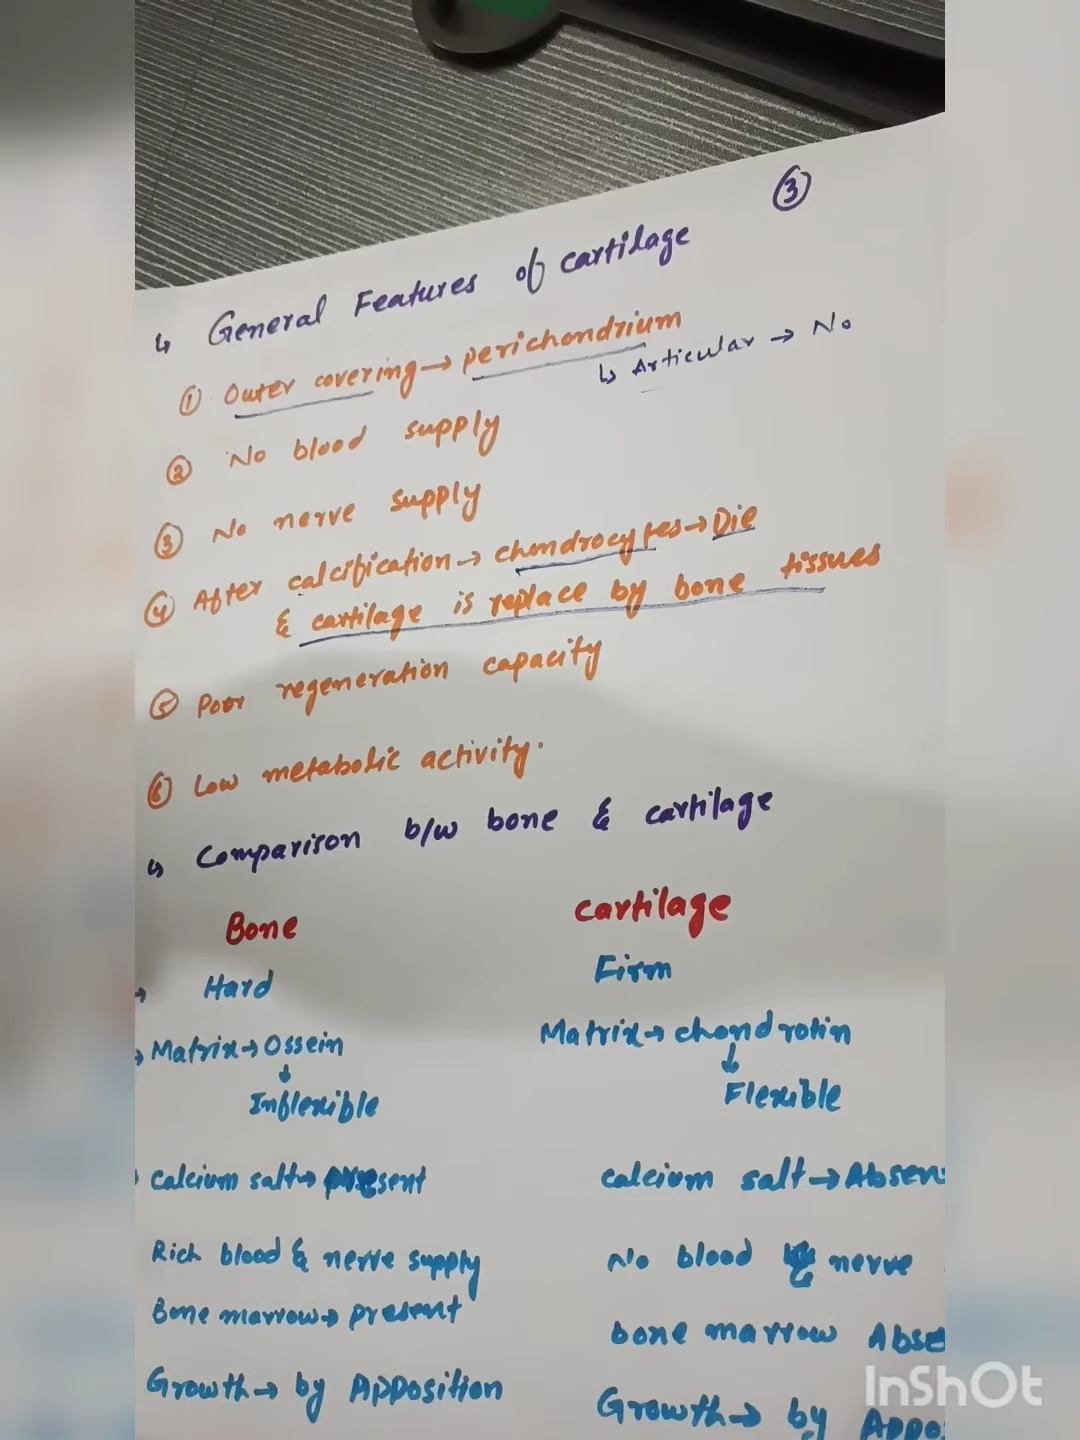 ③
↳ General Features of cartilage
① Outer covering → perichondrium
↳ Articular → No
② No blood supply
③ No nerve supply
④ After calcification → chondrocytes → Die
& cartilage is replace by bone tissues
⑤ Poor regeneration capacity
⑥ Low metabolic activity.
↳ Comparison b/w bone & cartilage
Bone cartilage
→ Hard Firm
→ Matrix → Ossein Matrix → chondrotin
↓ ↓
Inflexible Flexible
calcium salt → present calcium salt → Absen
Rich blood & nerve supply No blood & nerve
Bone marrow → present bone marrow Abse
Growth → by Apposition Growth → by Appo
InShOt